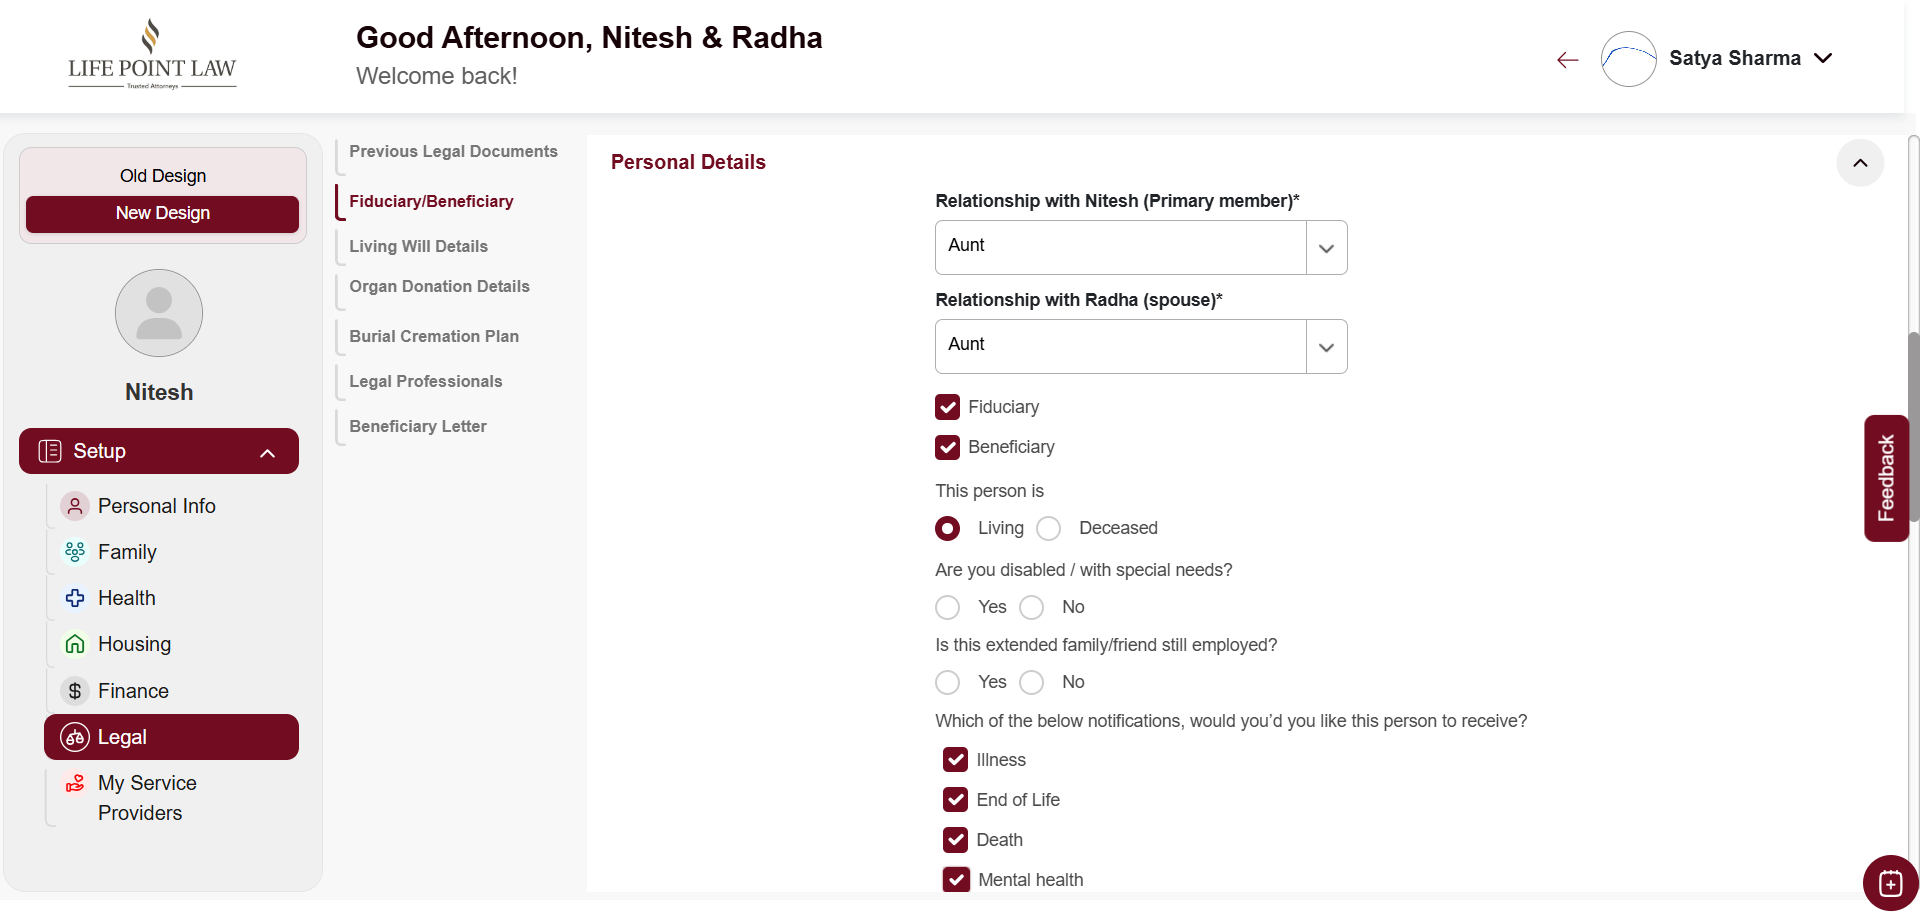 LIFE POINT LAW
Trusted Attorneys
Good Afternoon, Nitesh & Radha
Welcome back!
Satya Sharma
Old Design
New Design
Nitesh
Setup
Personal Info
Family
Health
Housing
Finance
Legal
My Service
Providers
Previous Legal Documents
Fiduciary/Beneficiary
Living Will Details
Organ Donation Details
Burial Cremation Plan
Legal Professionals
Beneficiary Letter
Personal Details
Relationship with Nitesh (Primary member)*
Aunt
Relationship with Radha (spouse)*
Aunt
Fiduciary
Beneficiary
This person is
Living Deceased
Are you disabled / with special needs?
Yes No
Is this extended family/friend still employed?
Yes No
Which of the below notifications, would you’d you like this person to receive?
Illness
End of Life
Death
Mental health
Feedback